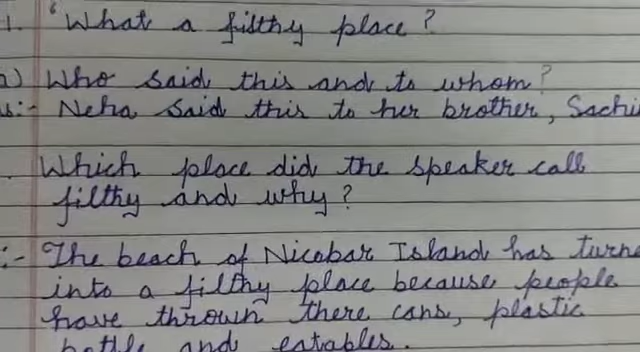 1. "What a filthy place?
a) Who said this and to whom?
s:- Neha said this to her brother, Sachi
. Which place did the speaker call
filthy and why?
:- The beach of Nicobar Island has turne
into a filthy place because people
have thrown there cans, plastic
bottle and eatables.